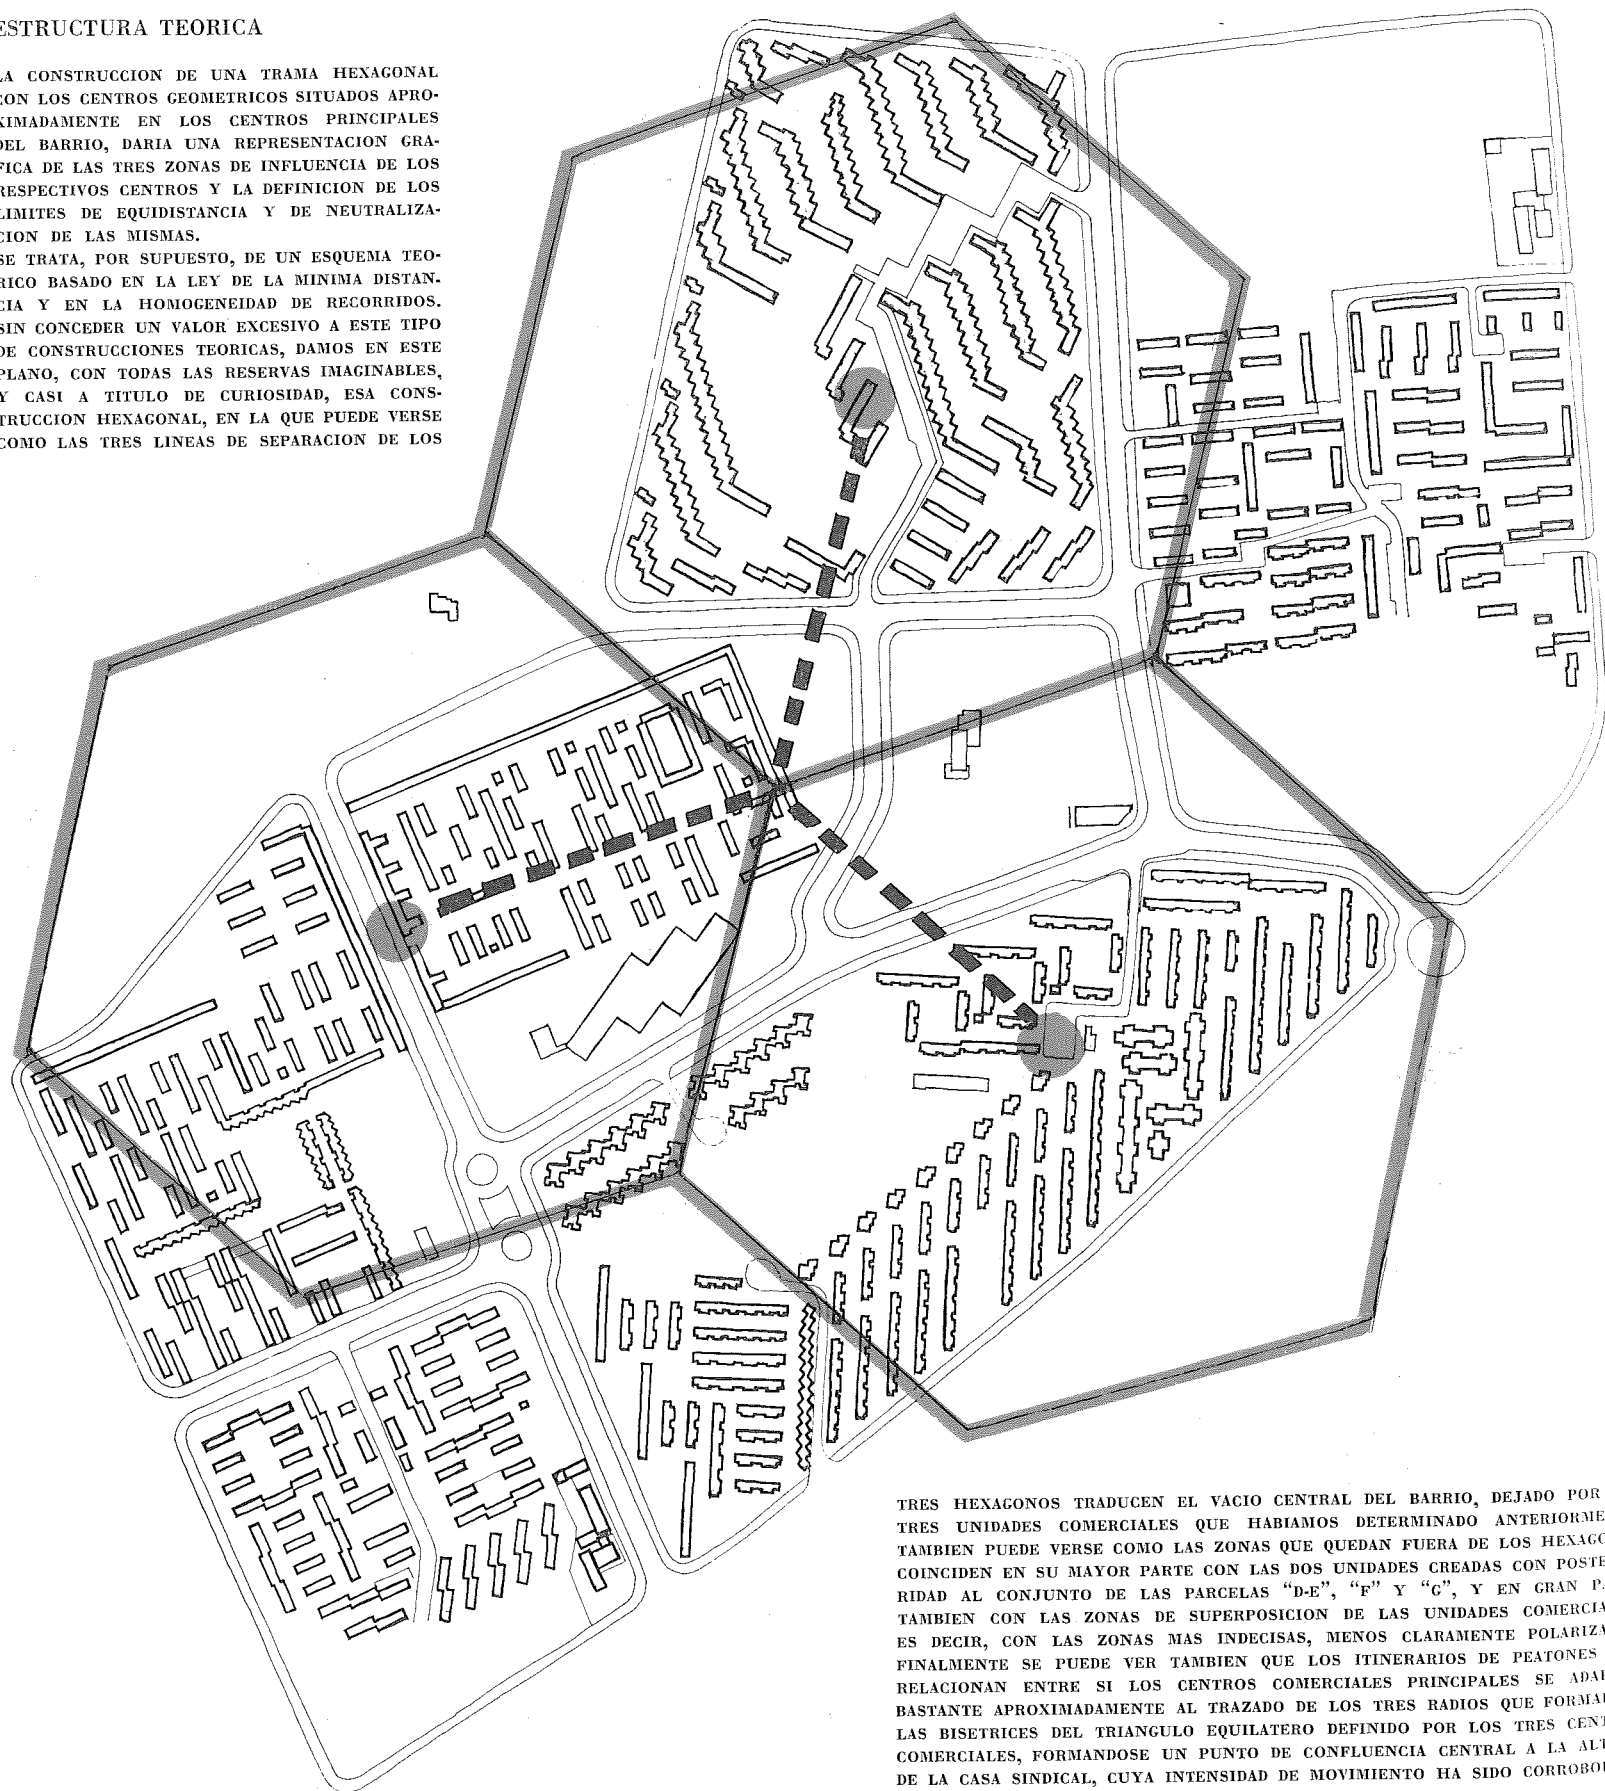 ESTRUCTURA TEORICA
LA CONSTRUCCION DE UNA TRAMA HEXAGONAL
CON LOS CENTROS GEOMETRICOS SITUADOS APRO-
XIMADAMENTE EN LOS CENTROS PRINCIPALES
DEL BARRIO, DARIA UNA REPRESENTACION GRA-
FICA DE LAS TRES ZONAS DE INFLUENCIA DE LOS
RESPECTIVOS CENTROS Y LA DEFINICION DE LOS
LIMITES DE EQUIDISTANCIA Y DE NEUTRALIZA-
CION DE LAS MISMAS.
SE TRATA, POR SUPUESTO, DE UN ESQUEMA TEO-
RICO BASADO EN LA LEY DE LA MINIMA DISTAN-
CIA Y EN LA HOMOGENEIDAD DE RECORRIDOS.
SIN CONCEDER UN VALOR EXCESIVO A ESTE TIPO
DE CONSTRUCCIONES TEORICAS, DAMOS EN ESTE
PLANO, CON TODAS LAS RESERVAS IMAGINABLES,
Y CASI A TITULO DE CURIOSIDAD, ESA CONS-
TRUCCION HEXAGONAL, EN LA QUE PUEDE VERSE
COMO LAS TRES LINEAS DE SEPARACION DE LOS
TRES HEXAGONOS TRADUCEN EL VACIO CENTRAL DEL BARRIO, DEJADO POR
TRES UNIDADES COMERCIALES QUE HABIAMOS DETERMINADO ANTERIORME
TAMBIEN PUEDE VERSE COMO LAS ZONAS QUE QUEDAN FUERA DE LOS HEXAGO
COINCIDEN EN SU MAYOR PARTE CON LAS DOS UNIDADES CREADAS CON POSTE
RIDAD AL CONJUNTO DE LAS PARCELAS "D-E", "F" Y "G", Y EN GRAN PA
TAMBIEN CON LAS ZONAS DE SUPERPOSICION DE LAS UNIDADES COMERCIA
ES DECIR, CON LAS ZONAS MAS INDECISAS, MENOS CLARAMENTE POLARIZA
FINALMENTE SE PUEDE VER TAMBIEN QUE LOS ITINERARIOS DE PEATONES
RELACIONAN ENTRE SI LOS CENTROS COMERCIALES PRINCIPALES SE ADAP
BASTANTE APROXIMADAMENTE AL TRAZADO DE LOS TRES RADIOS QUE FORMAN
LAS BISETRICES DEL TRIANGULO EQUILATERO DEFINIDO POR LOS TRES CENT
COMERCIALES, FORMANDOSE UN PUNTO DE CONFLUENCIA CENTRAL A LA ALT
DE LA CASA SINDICAL, CUYA INTENSIDAD DE MOVIMIENTO HA SIDO CORROBOR